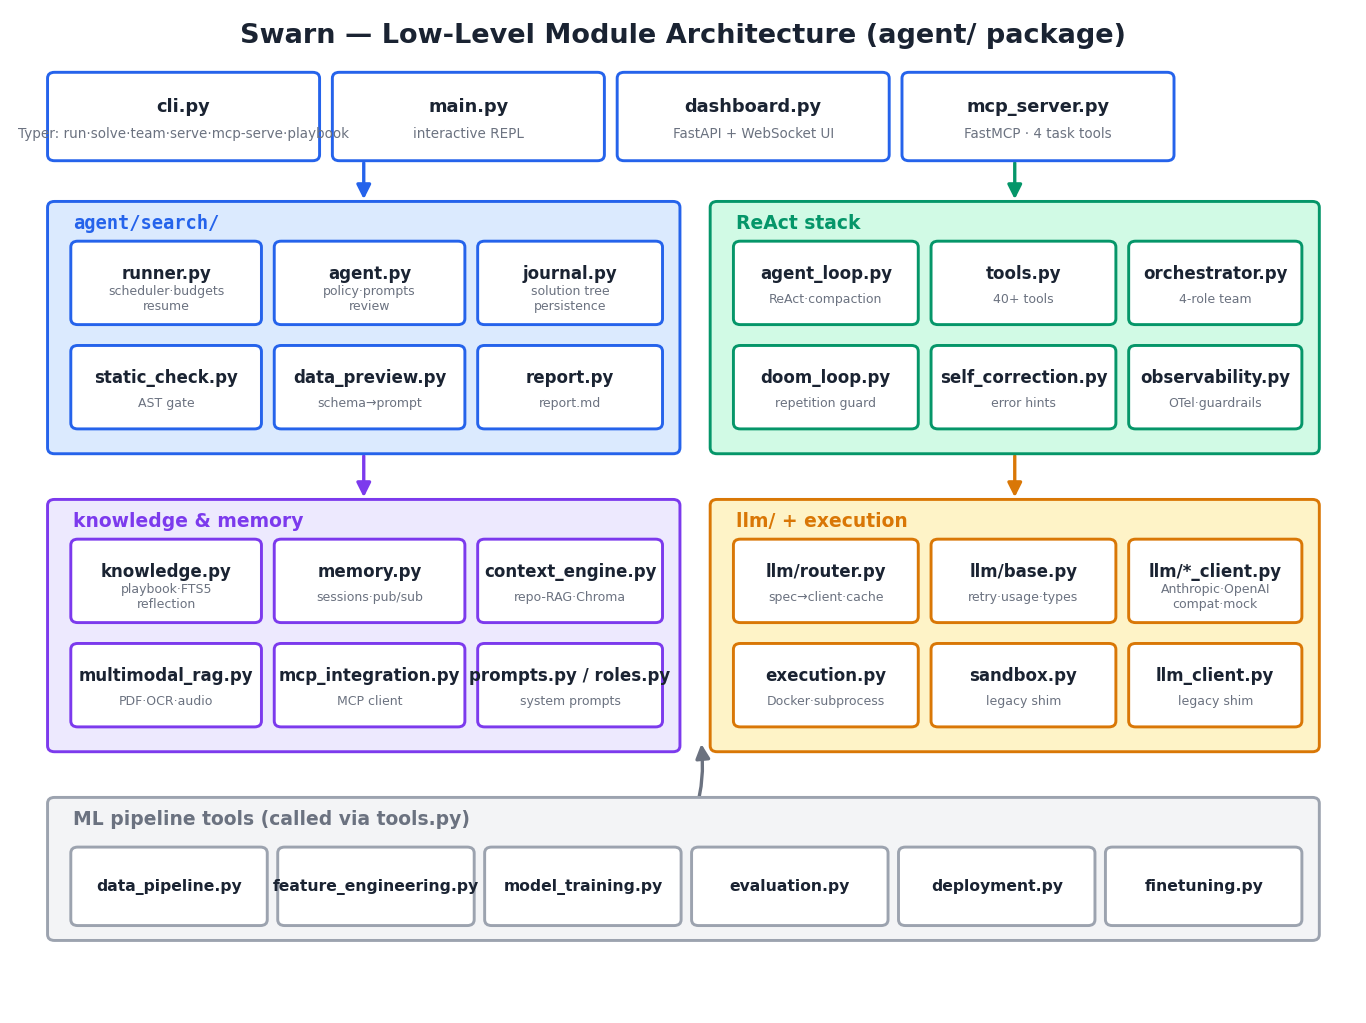 Swarn — Low-Level Module Architecture (agent/ package)
cli.py
Typer: run·solve·team·serve·mcp-serve·playbook
main.py
interactive REPL
dashboard.py
FastAPI + WebSocket UI
mcp_server.py
FastMCP · 4 task tools
agent/search/
runner.py
scheduler·budgets
resume
agent.py
policy·prompts
review
journal.py
solution tree
persistence
static_check.py
AST gate
data_preview.py
schema→prompt
report.py
report.md
ReAct stack
agent_loop.py
ReAct·compaction
tools.py
40+ tools
orchestrator.py
4-role team
doom_loop.py
repetition guard
self_correction.py
error hints
observability.py
OTel·guardrails
knowledge & memory
knowledge.py
playbook·FTS5
reflection
memory.py
sessions·pub/sub
context_engine.py
repo-RAG·Chroma
multimodal_rag.py
PDF·OCR·audio
mcp_integration.py
MCP client
prompts.py / roles.py
system prompts
llm/ + execution
llm/router.py
spec→client·cache
llm/base.py
retry·usage·types
llm/*_client.py
Anthropic·OpenAI
compat·mock
execution.py
Docker·subprocess
sandbox.py
legacy shim
llm_client.py
legacy shim
ML pipeline tools (called via tools.py)
data_pipeline.py
feature_engineering.py
model_training.py
evaluation.py
deployment.py
finetuning.py